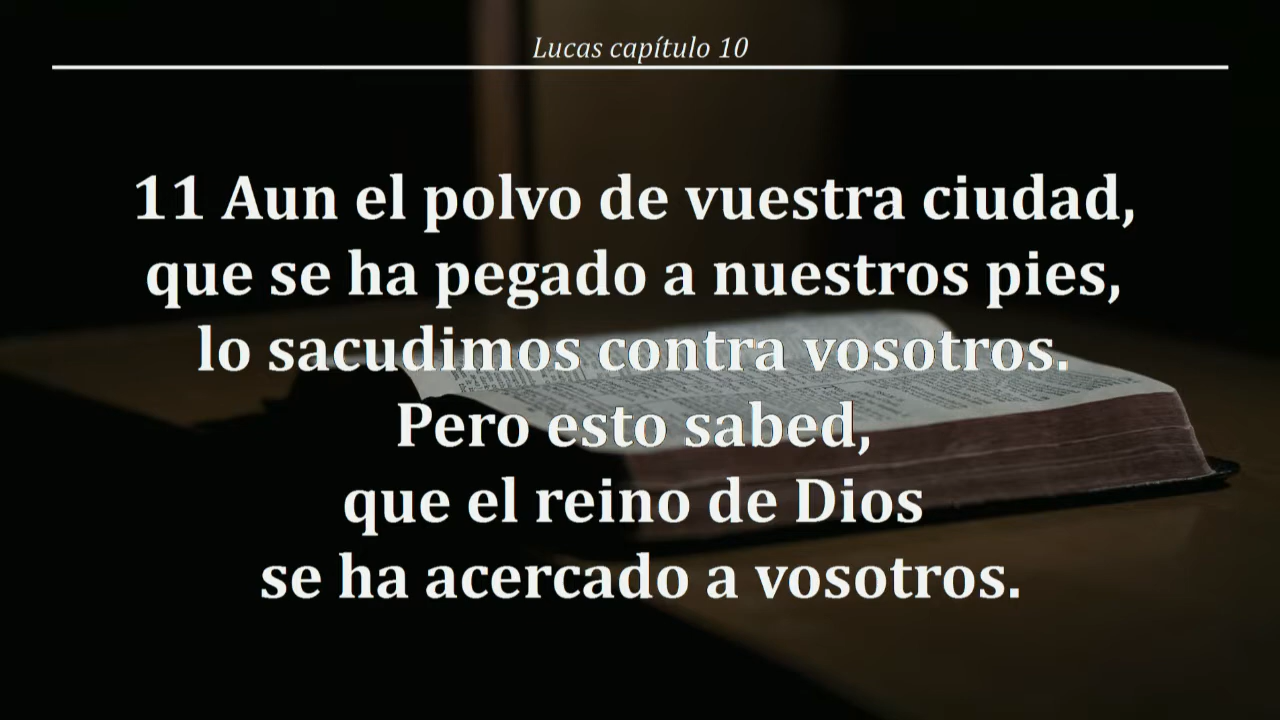 Lucas capítulo 10
11 Aun el polvo de vuestra ciudad,
que se ha pegado a nuestros pies,
lo sacudimos contra vosotros.
Pero esto sabed,
que el reino de Dios
se ha acercado a vosotros.